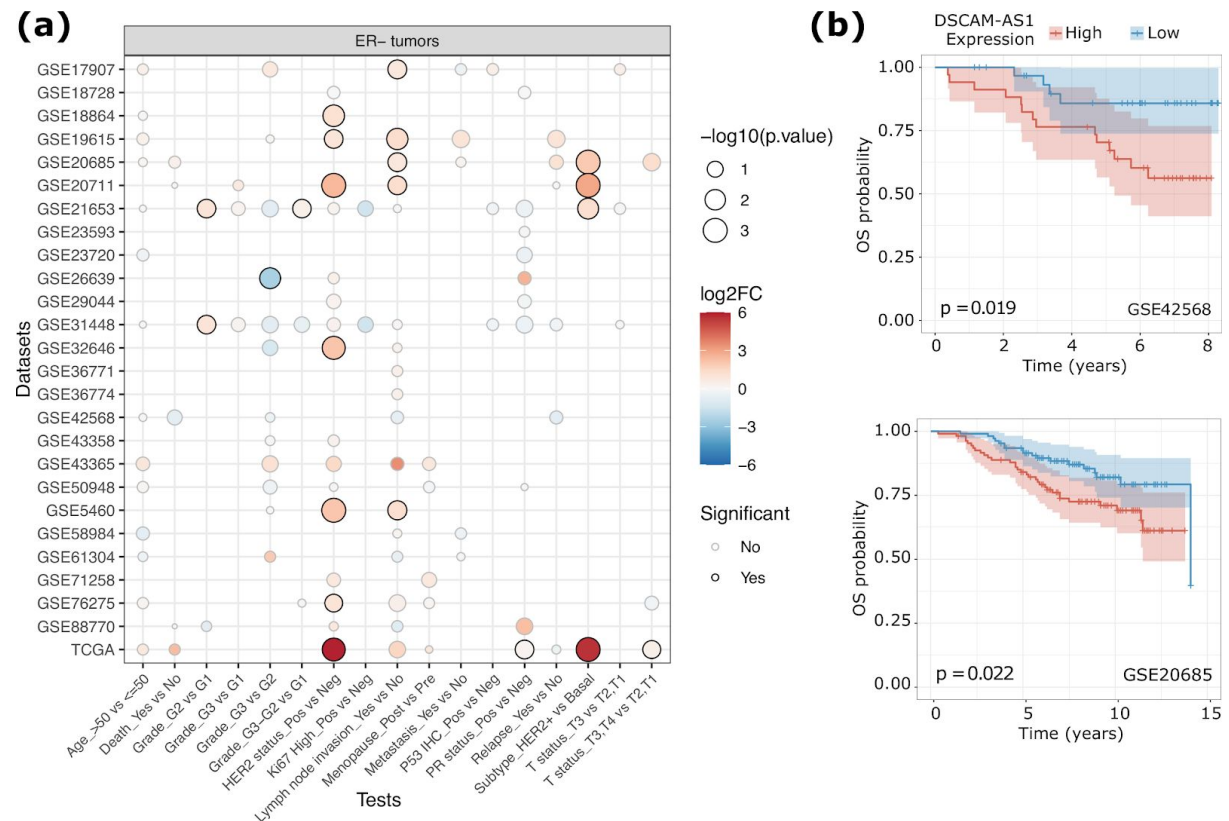 (a)
ER− tumors
Datasets
GSE17907
GSE18728
GSE18864
GSE19615
GSE20685
GSE20711
GSE21653
GSE23593
GSE23720
GSE26639
GSE29044
GSE31448
GSE32646
GSE36771
GSE36774
GSE42568
GSE43358
GSE43365
GSE50948
GSE5460
GSE58984
GSE61304
GSE71258
GSE76275
GSE88770
TCGA
Age_>50 vs <=50
Death_Yes vs No
Grade_G2 vs G1
Grade_G3 vs G1
Grade_G3 vs G2
Grade_G3-G2 vs G1
HER2 status_Pos vs Neg
Ki67 High_Pos vs Neg
Lymph node invasion_Yes vs No
Menopause_Post vs Pre
Metastasis_Yes vs No
P53 IHC_Pos vs Neg
PR status_Pos vs Neg
Relapse_Yes vs No
Subtype_HER2+ vs Basal
T status_T3 vs T2,T1
T status_T3,T4 vs T2,T1
Tests
−log10(p.value)
1
2
3
log2FC
6
3
0
−3
−6
Significant
No
Yes
(b)
DSCAM-AS1
Expression
High
Low
OS probability
1.00
0.75
0.50
0.25
0.00
p = 0.019
GSE42568
0 2 4 6 8
Time (years)
OS probability
1.00
0.75
0.50
0.25
0.00
p = 0.022
GSE20685
0 5 10 15
Time (years)